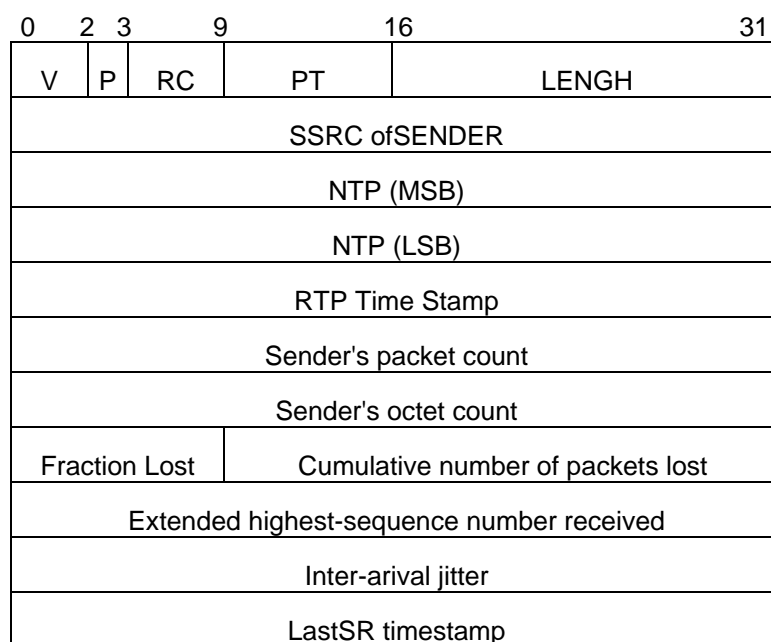 0 2 3 9 16 31
V P RC PT LENGH
SSRC ofSENDER
NTP (MSB)
NTP (LSB)
RTP Time Stamp
Sender's packet count
Sender's octet count
Fraction Lost Cumulative number of packets lost
Extended highest-sequence number received
Inter-arival jitter
LastSR timestamp